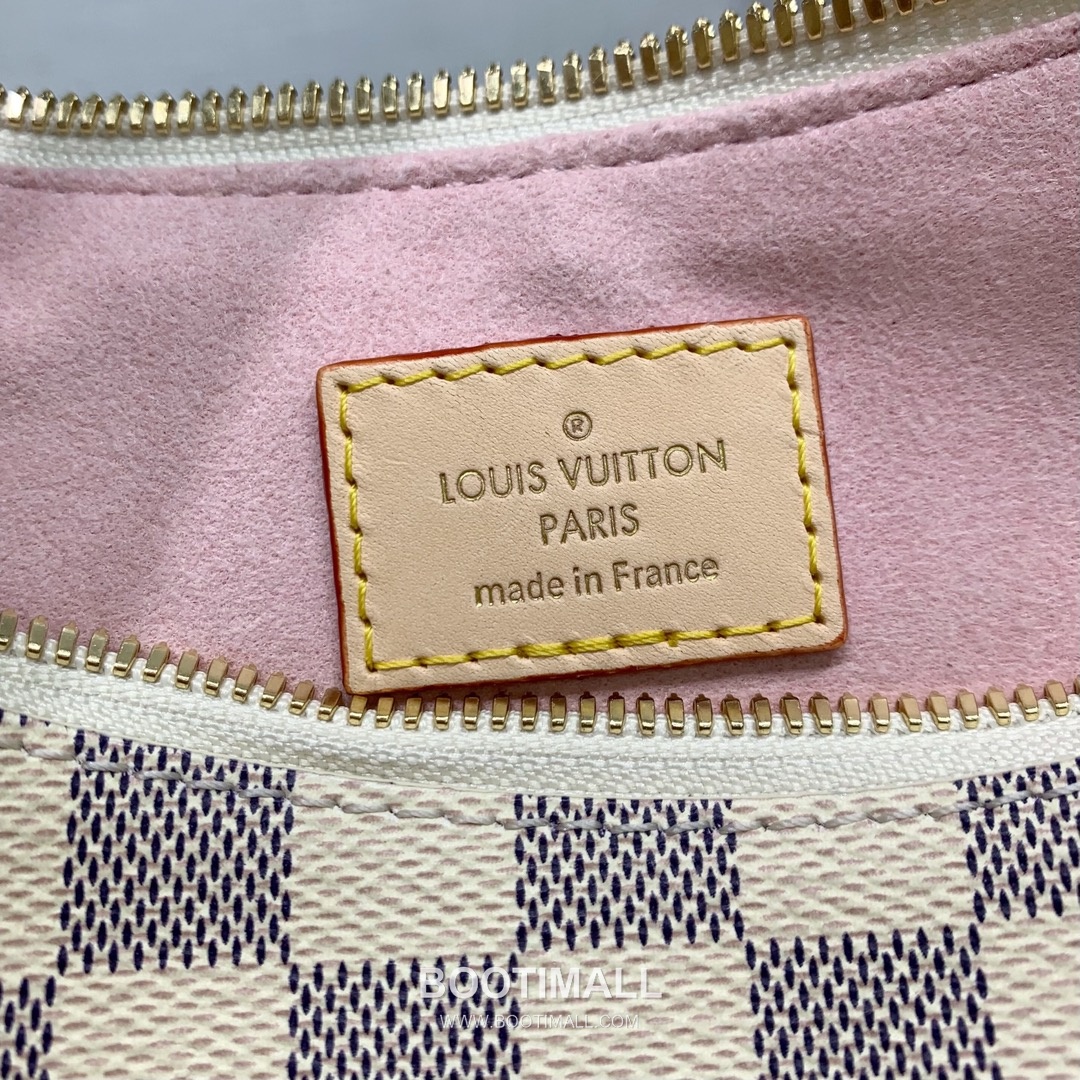 ®
LOUIS VUITTON
PARIS
made in France
BOOTIMALL
WWW.BOOTIMALL.COM